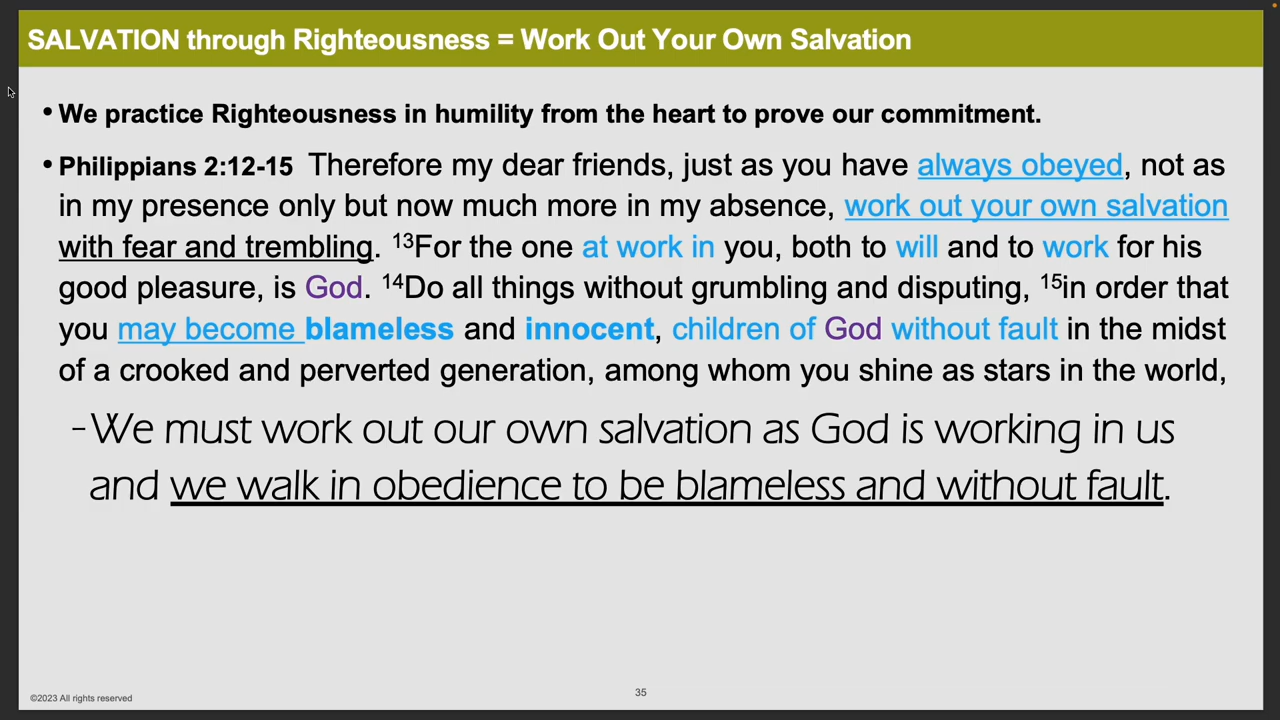 SALVATION through Righteousness = Work Out Your Own Salvation
• We practice Righteousness in humility from the heart to prove our commitment.
• Philippians 2:12-15 Therefore my dear friends, just as you have always obeyed, not as
in my presence only but now much more in my absence, work out your own salvation
with fear and trembling. ¹³For the one at work in you, both to will and to work for his
good pleasure, is God. ¹⁴Do all things without grumbling and disputing, ¹⁵in order that
you may become blameless and innocent, children of God without fault in the midst
of a crooked and perverted generation, among whom you shine as stars in the world,
-We must work out our own salvation as God is working in us
and we walk in obedience to be blameless and without fault.
©2023 All rights reserved
35